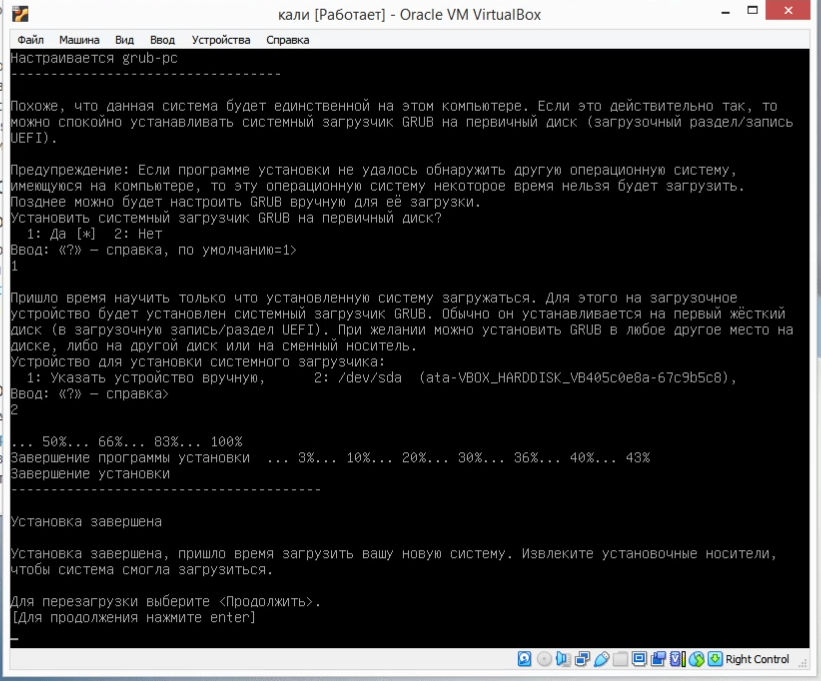 кали [Работает] - Oracle VM VirtualBox
Файл Машина Вид Ввод Устройства Справка
Настраивается grub-pc
----------------------------------
Похоже, что данная система будет единственной на этом компьютере. Если это действительно так, то
можно спокойно устанавливать системный загрузчик GRUB на первичный диск (загрузочный раздел/запись
UEFI).
Предупреждение: Если программе установки не удалось обнаружить другую операционную систему,
имеющуюся на компьютере, то эту операционную систему некоторое время нельзя будет загрузить.
Позднее можно будет настроить GRUB вручную для её загрузки.
Установить системный загрузчик GRUB на первичный диск?
1: Да [*] 2: Нет
Ввод: «?» — справка, по умолчанию=1>
1
Пришло время научить только что установленную систему загружаться. Для этого на загрузочное
устройство будет установлен системный загрузчик GRUB. Обычно он устанавливается на первый жёсткий
диск (в загрузочную запись/раздел UEFI). При желании можно установить GRUB в любое другое место на
диске, либо на другой диск или на сменный носитель.
Устройство для установки системного загрузчика:
1: Указать устройство вручную, 2: /dev/sda (ata-VBOX_HARDDISK_VB405c0e8a-67c9b5c8),
Ввод: «?» — справка>
2
... 50%... 66%... 83%... 100%
Завершение программы установки ... 3%... 10%... 20%... 30%... 36%... 40%... 43%
Завершение установки
---------------------------------------
Установка завершена
Установка завершена, пришло время загрузить вашу новую систему. Извлеките установочные носители,
чтобы система смогла загрузиться.
Для перезагрузки выберите <Продолжить>.
[Для продолжения нажмите enter]
Right Control